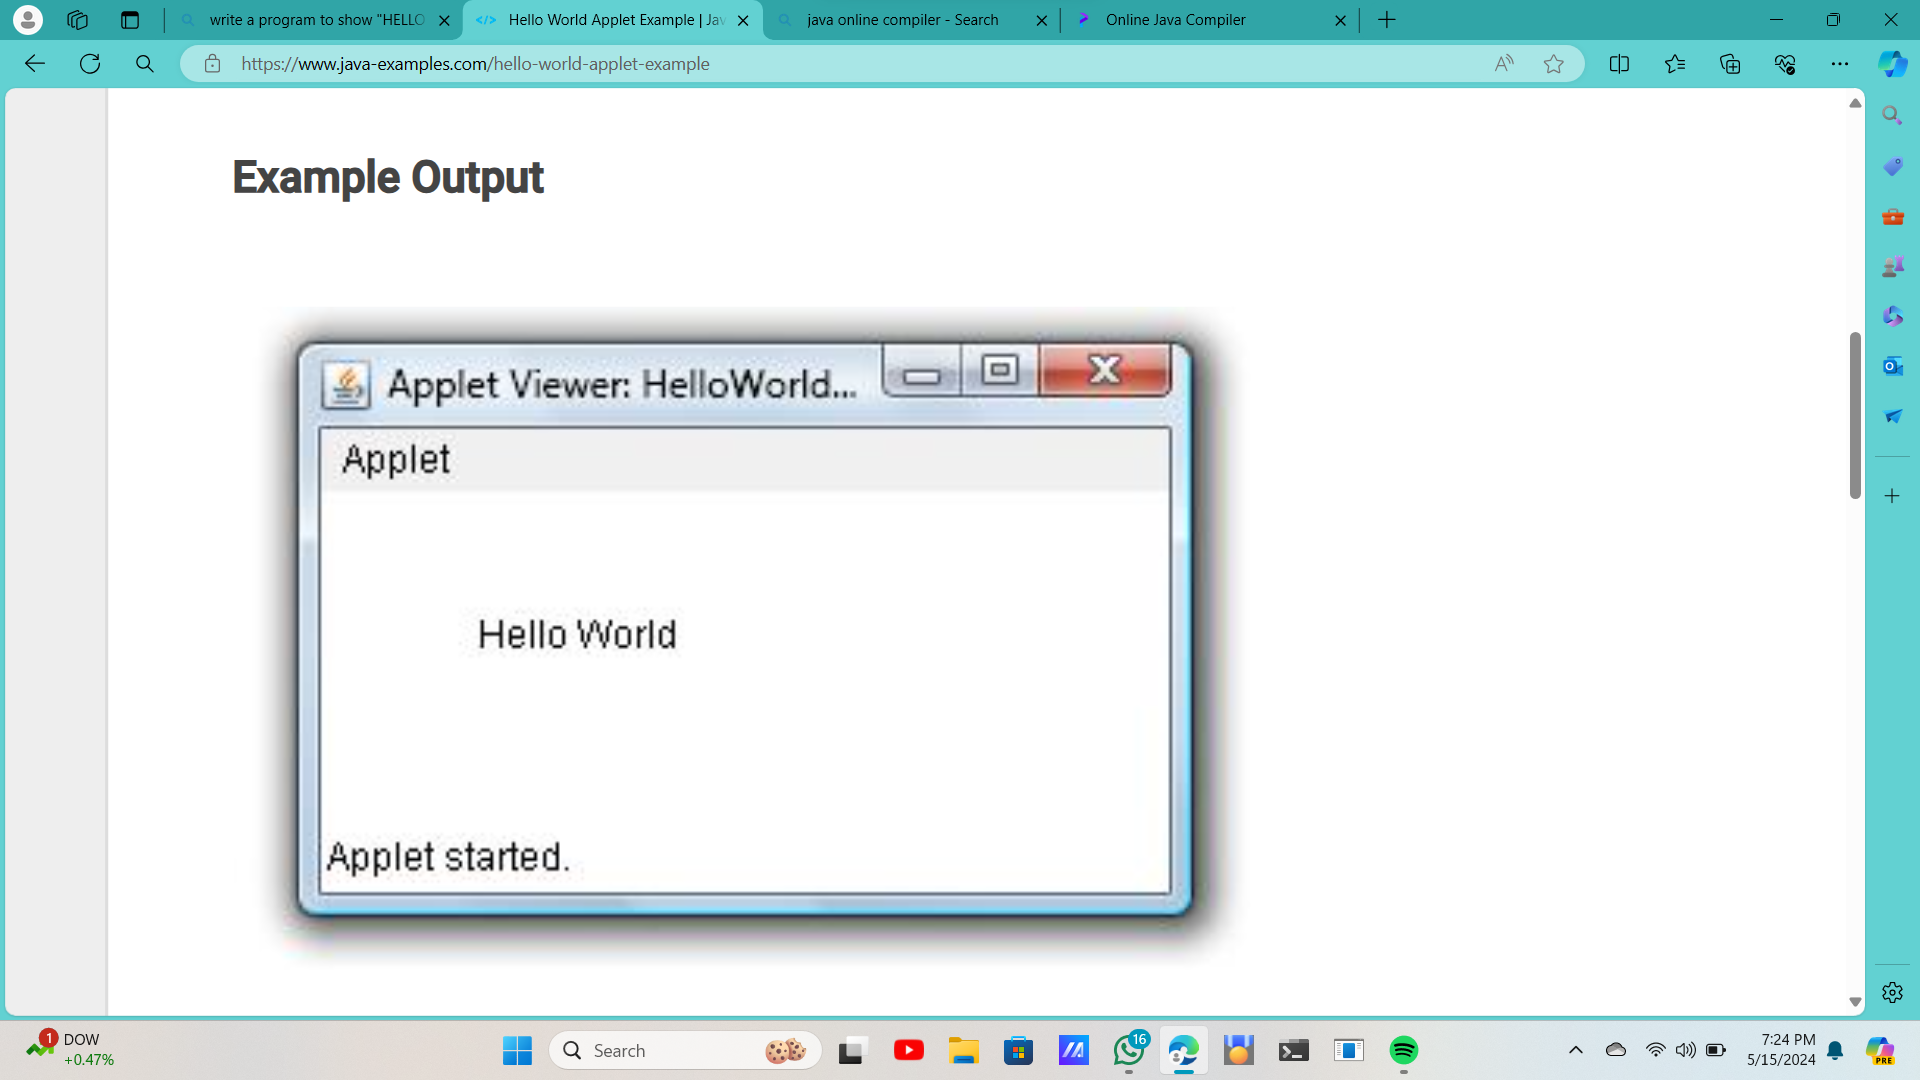 write a program to show "HELLO
Hello World Applet Example | Jav
java online compiler - Search
Online Java Compiler
https://www.java-examples.com/hello-world-applet-example
Example Output
Applet Viewer: HelloWorld...
Applet
Hello World
Applet started.
1
DOW
+0.47%
Search
16
7:24 PM
5/15/2024
PRE